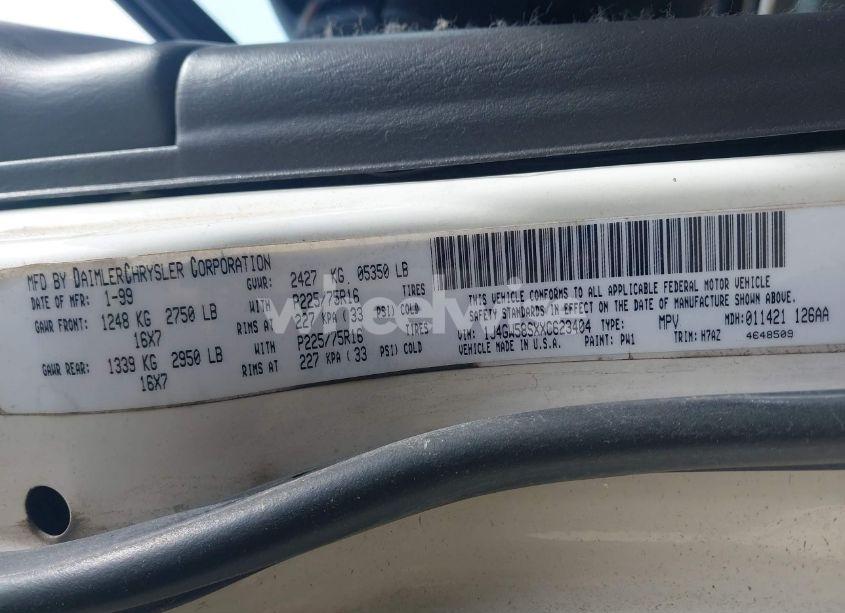 MFD BY DAIMLERCHRYSLER CORPORATION
DATE OF MFR: 1-99 GVWR: 2427 KG 05350 LB
GAWR FRONT: 1248 KG 2750 LB WITH P225/75R16 TIRES
16X7 RIMS AT 227 KPA ( 33 PSI) COLD
GAWR REAR: 1339 KG 2950 LB WITH P225/75R16 TIRES
16X7 RIMS AT 227 KPA ( 33 PSI) COLD
THIS VEHICLE CONFORMS TO ALL APPLICABLE FEDERAL MOTOR VEHICLE
SAFETY STANDARDS IN EFFECT ON THE DATE OF MANUFACTURE SHOWN ABOVE.
VIN: 1J4GW58SXXC623404 TYPE: MPV MDH: 011421 126AA
VEHICLE MADE IN U.S.A. PAINT: PW1 TRIM: H7AZ 4648509